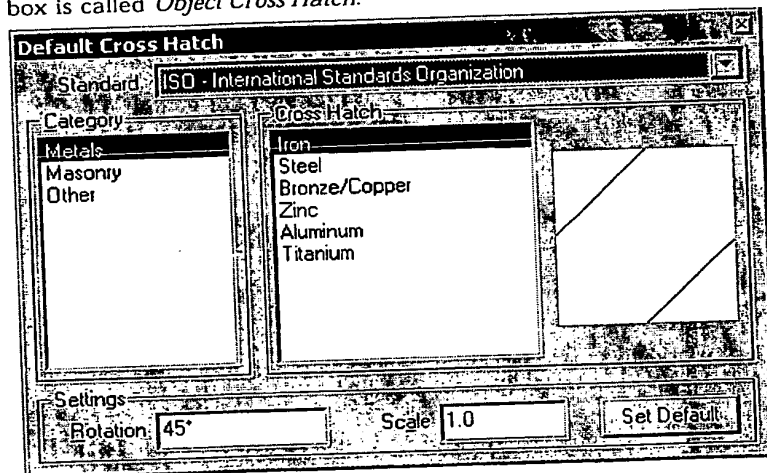 box is called Object Cross Hatch.
Default Cross Hatch
Standard ISO - International Standards Organization
Category
Metals
Masonry
Other
Cross Hatch
Iron
Steel
Bronze/Copper
Zinc
Aluminum
Titanium
Settings
Rotation 45°
Scale 1.0
Set Default